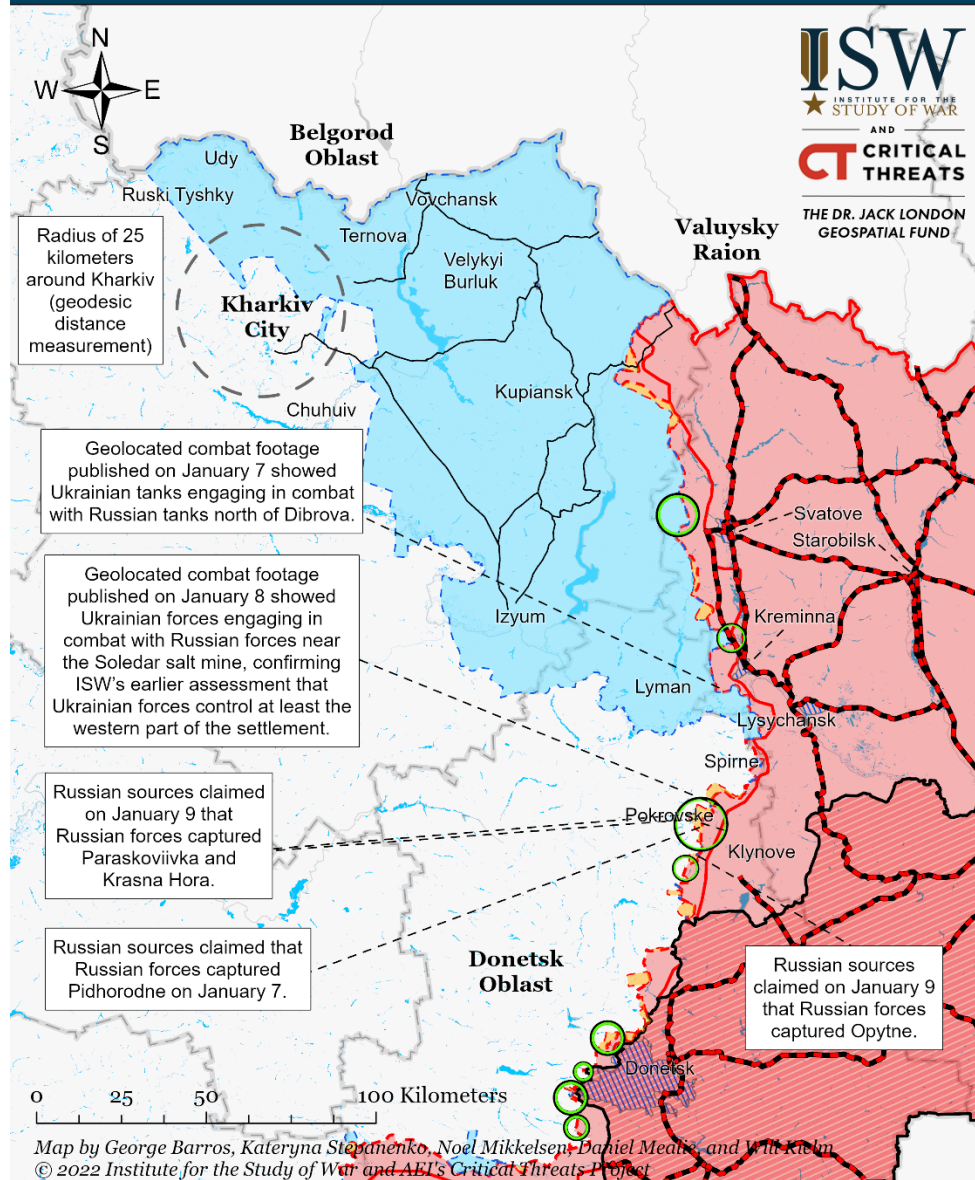 N
W E
S
ISW
INSTITUTE FOR THE
STUDY OF WAR
AND
CT CRITICAL
THREATS
THE DR. JACK LONDON
GEOSPATIAL FUND
Belgorod
Oblast
Udy
Ruski Tyshky
Vovchansk
Ternova
Valuysky
Raion
Radius of 25
kilometers
around Kharkiv
(geodesic
distance
measurement)
Velykyi
Burluk
Kharkiv
City
Kupiansk
Chuhuiv
Geolocated combat footage
published on January 7 showed
Ukrainian tanks engaging in combat
with Russian tanks north of Dibrova.
Svatove
Starobilsk
Geolocated combat footage
published on January 8 showed
Ukrainian forces engaging in
combat with Russian forces near
the Soledar salt mine, confirming
ISW's earlier assessment that
Ukrainian forces control at least the
western part of the settlement.
Izyum
Kreminna
Lyman
Lysychansk
Spirne
Russian sources claimed
on January 9 that
Russian forces captured
Paraskoviivka and
Krasna Hora.
Pokrovske
Klynove
Russian sources claimed that
Russian forces captured
Pidhorodne on January 7.
Donetsk
Oblast
Russian sources
claimed on January 9
that Russian forces
captured Opytne.
Donetsk
0 25 50 100 Kilometers
Map by George Barros, Kateryna Stepanenko, Noel Mikkelsen, Daniel Mealie, and Will Kielm
© 2022 Institute for the Study of War and AEI's Critical Threats Project